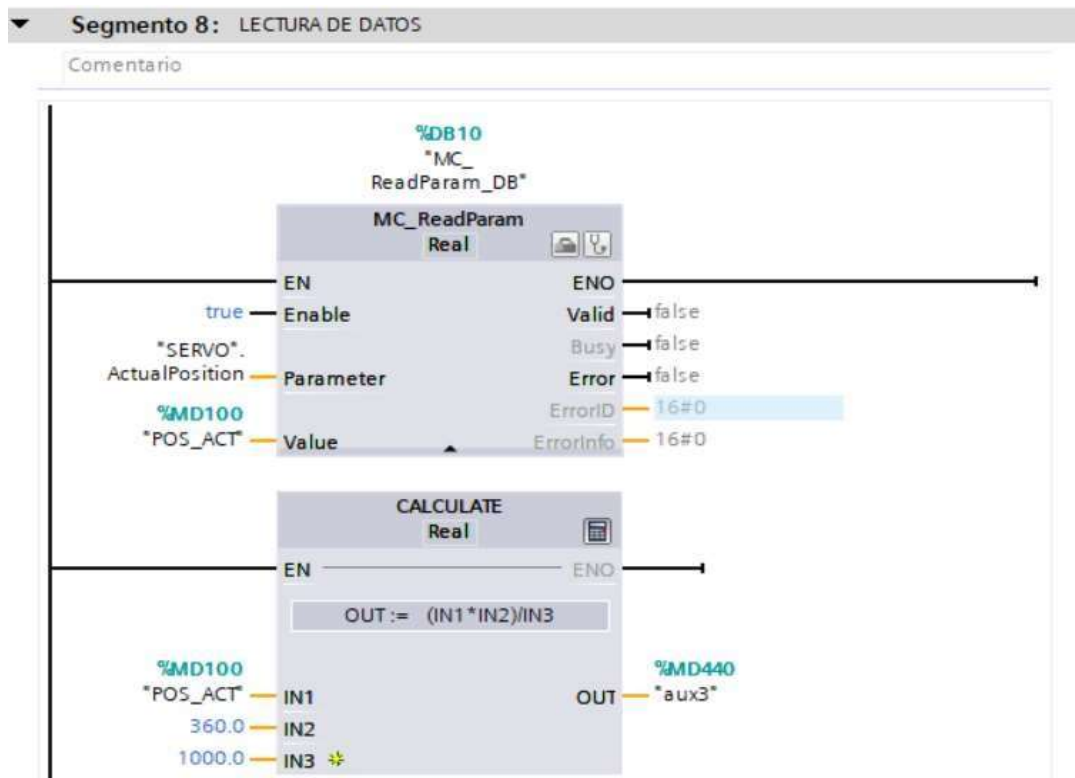 Segmento 8: LECTURA DE DATOS
Comentario
%DB10
"MC_
ReadParam_DB"
MC_ReadParam
Real
EN ENO
true Enable Valid false
Busy false
"SERVO".
ActualPosition Parameter Error false
%MD100 ErrorID 16#0
"POS_ACT" Value ErrorInfo 16#0
CALCULATE
Real
EN ENO
OUT := (IN1*IN2)/IN3
%MD100 %MD440
"POS_ACT" IN1 OUT "aux3"
360.0 IN2
1000.0 IN3